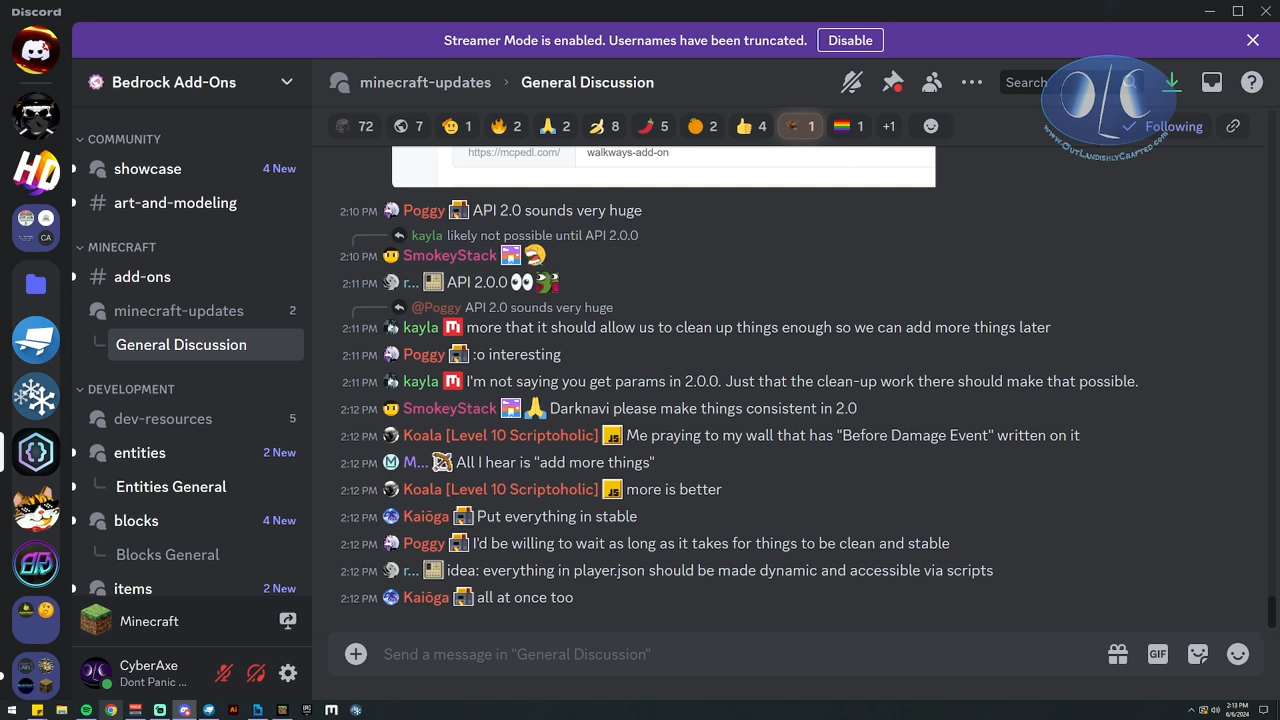 Discord
Streamer Mode is enabled. Usernames have been truncated. Disable
Bedrock Add-Ons
minecraft-updates › General Discussion
Search
www.OutLandishlyCrafted.com
Following
72 7 1 2 2 8 5 2 4 1 1 +1
COMMUNITY
showcase 4 New
art-and-modeling
MINECRAFT
add-ons
minecraft-updates 2
General Discussion
DEVELOPMENT
dev-resources 5
entities 2 New
Entities General
blocks 4 New
Blocks General
items 2 New
Minecraft
CyberAxe
Dont Panic ...
https://mcpedl.com/ walkways-add-on
2:10 PM Poggy API 2.0 sounds very huge
kayla likely not possible until API 2.0.0
2:10 PM SmokeyStack
2:11 PM r... API 2.0.0
@Poggy API 2.0 sounds very huge
2:11 PM kayla more that it should allow us to clean up things enough so we can add more things later
2:11 PM Poggy :o interesting
2:11 PM kayla I'm not saying you get params in 2.0.0. Just that the clean-up work there should make that possible.
2:12 PM SmokeyStack Darknavi please make things consistent in 2.0
2:12 PM Koala [Level 10 Scriptoholic] JS Me praying to my wall that has "Before Damage Event" written on it
2:12 PM M... All I hear is "add more things"
2:12 PM Koala [Level 10 Scriptoholic] JS more is better
2:12 PM Kaiōga Put everything in stable
2:12 PM Poggy I'd be willing to wait as long as it takes for things to be clean and stable
2:12 PM r... idea: everything in player.json should be made dynamic and accessible via scripts
2:12 PM Kaiōga all at once too
Send a message in "General Discussion"
GIF
2:13 PM
6/6/2024